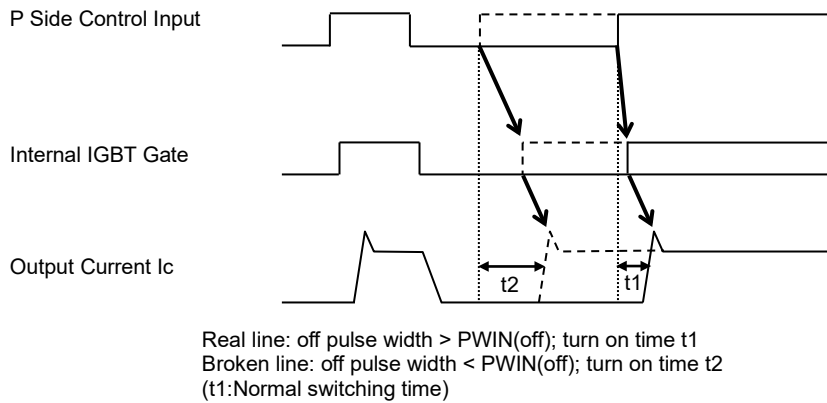 P Side Control Input
Internal IGBT Gate
Output Current Ic
t2
t1
Real line: off pulse width > PWIN(off); turn on time t1
Broken line: off pulse width < PWIN(off); turn on time t2
(t1:Normal switching time)